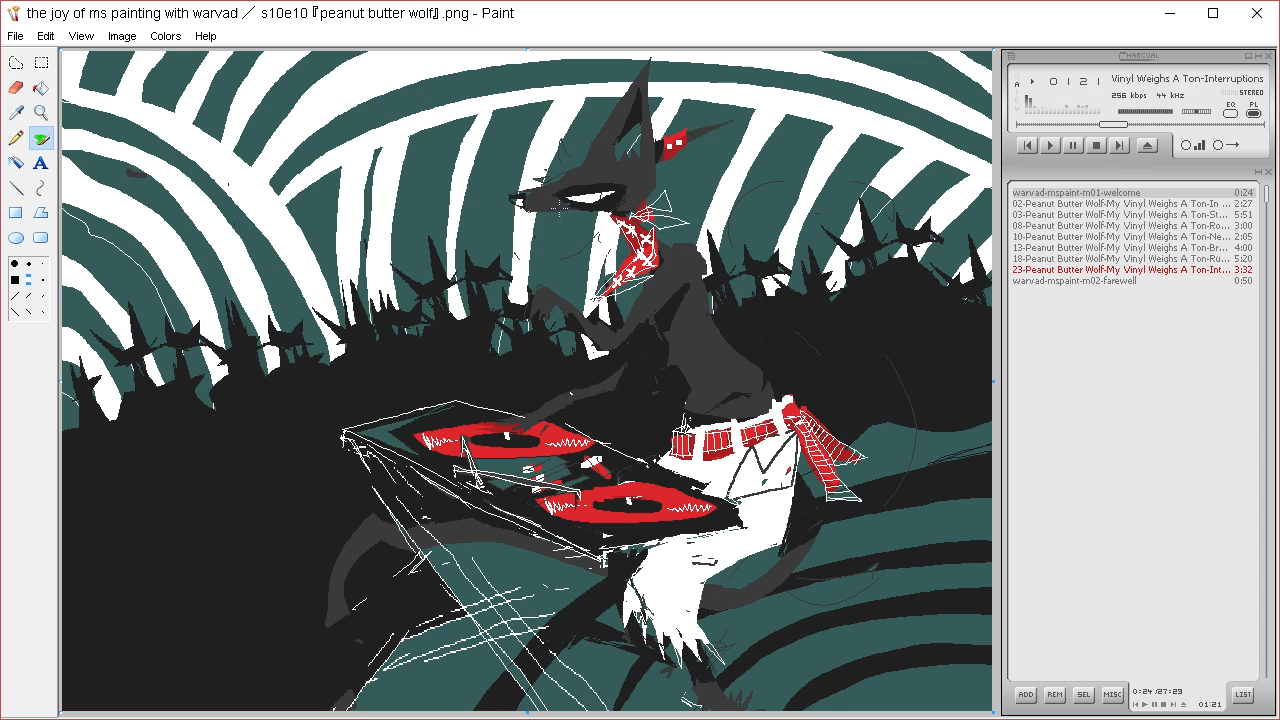 the joy of ms painting with warvad ／ s10e10『peanut butter wolf』.png - Paint
File Edit View Image Colors Help
CHARCOAL
0 1 2 1 Vinyl Weighs A Ton-Interruptions
256 kbps 44 kHz MONO STEREO
EQ PL
warvad-mspaint-m01-welcome 0:24
02-Peanut Butter Wolf-My Vinyl Weighs A Ton-In ... 2:27
03-Peanut Butter Wolf-My Vinyl Weighs A Ton-St... 5:51
08-Peanut Butter Wolf-My Vinyl Weighs A Ton-Ro... 3:00
10-Peanut Butter Wolf-My Vinyl Weighs A Ton-Ne... 2:05
13-Peanut Butter Wolf-My Vinyl Weighs A Ton-Br... 4:00
18-Peanut Butter Wolf-My Vinyl Weighs A Ton-Ru... 5:20
23-Peanut Butter Wolf-My Vinyl Weighs A Ton-Int... 3:32
warvad-mspaint-m02-farewell 0:50
ADD REM SEL MISC 0:24/27:29 LIST
01:21